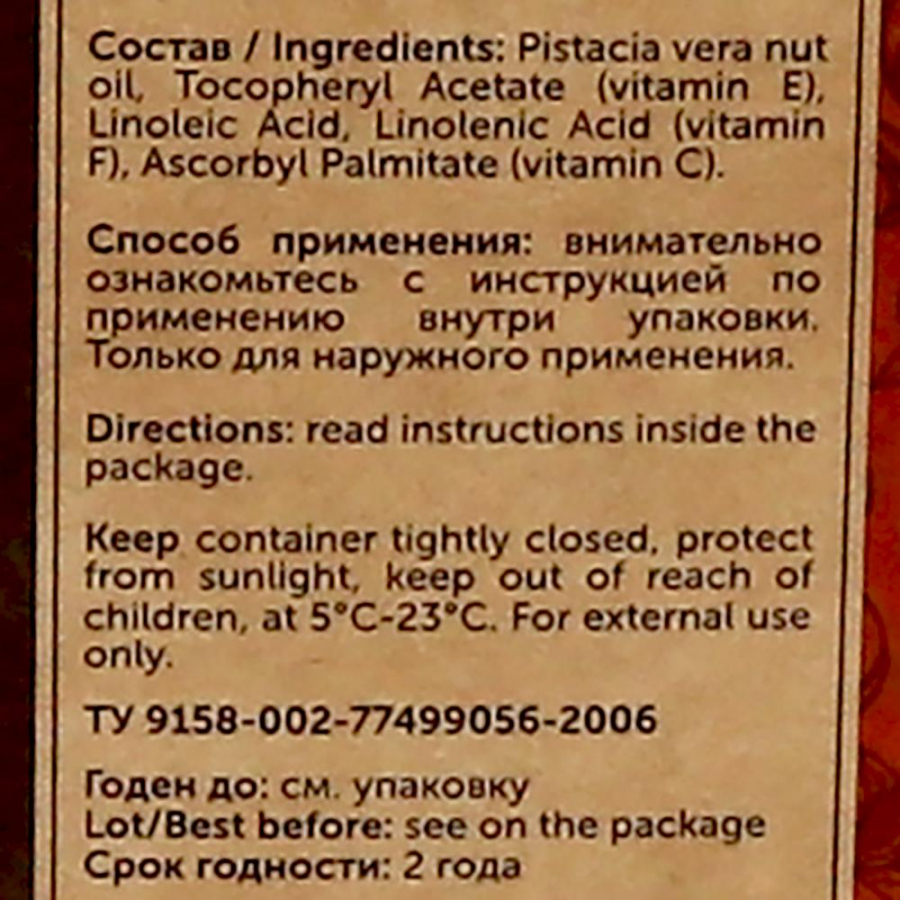 Состав / Ingredients: Pistacia vera nut
oil, Tocopheryl Acetate (vitamin E),
Linoleic Acid, Linolenic Acid (vitamin
F), Ascorbyl Palmitate (vitamin C).
Способ применения: внимательно
ознакомьтесь с инструкцией по
применению внутри упаковки.
Только для наружного применения.
Directions: read instructions inside the
package.
Keep container tightly closed, protect
from sunlight, keep out of reach of
children, at 5°C-23°C. For external use
only.
ТУ 9158-002-77499056-2006
Годен до: см. упаковку
Lot/Best before: see on the package
Срок годности: 2 года